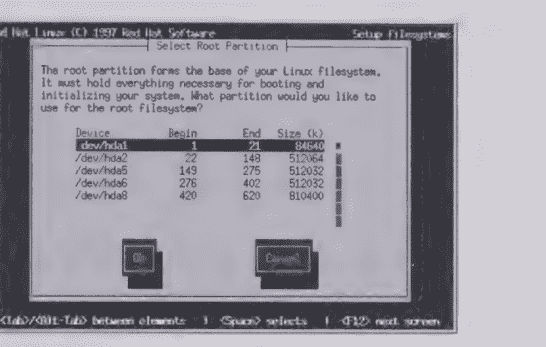 d Hat Linux (C) 1997 Red Hat Software Setup filesystems
Select Root Partition
The root partition forms the base of your Linux filesystem.
It must hold everything necessary for booting and
initializing your system. What partition would you like to
use for the root filesystem?
Device Begin End Size (k)
/dev/hda1 1 21 84640
/dev/hda2 22 148 512064
/dev/hda5 149 275 512032
/dev/hda6 276 402 512032
/dev/hda8 420 620 810400
Ok Cancel
<Tab>/<Alt-Tab> between elements | <Space> selects | <F12> next screen